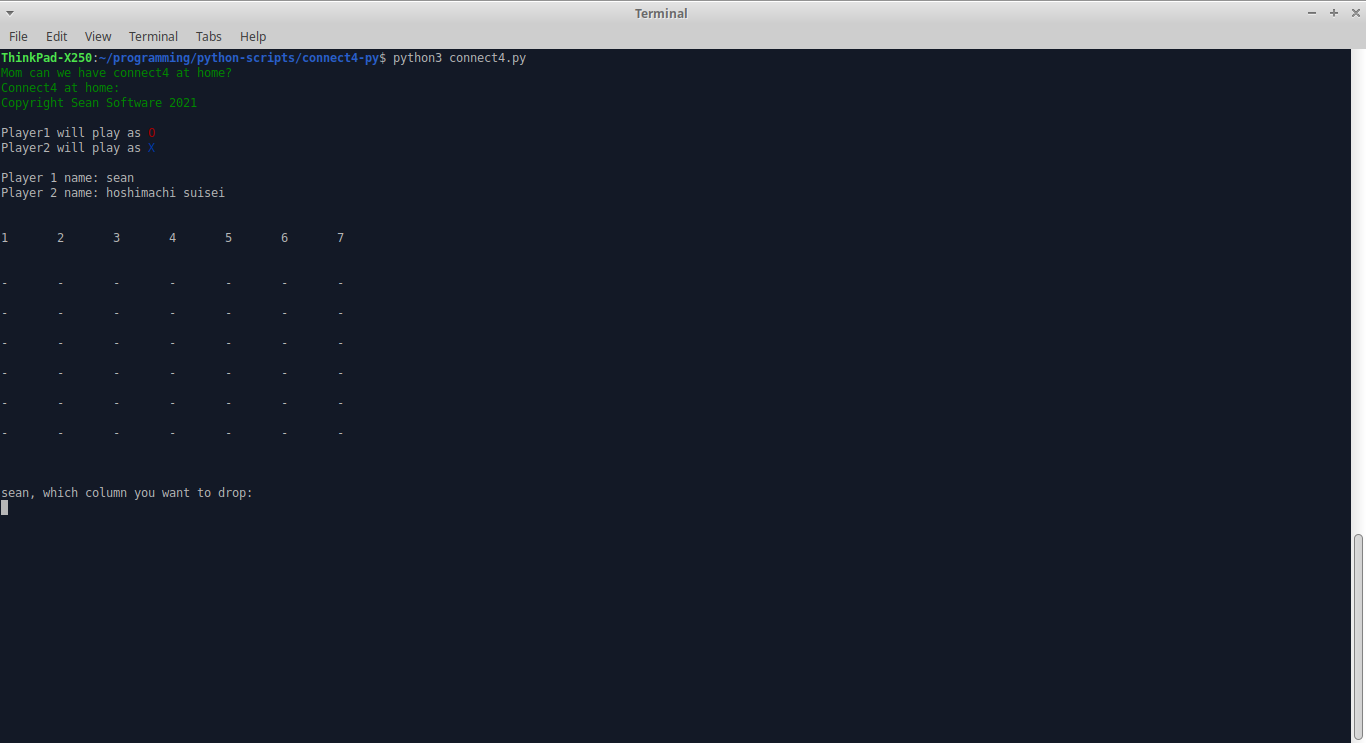 Terminal
File Edit View Terminal Tabs Help
ThinkPad-X250:~/programming/python-scripts/connect4-py$ python3 connect4.py
Mom can we have connect4 at home?
Connect4 at home:
Copyright Sean Software 2021
Player1 will play as O
Player2 will play as X
Player 1 name: sean
Player 2 name: hoshimachi suisei
1 2 3 4 5 6 7
- - - - - - -
- - - - - - -
- - - - - - -
- - - - - - -
- - - - - - -
- - - - - - -
sean, which column you want to drop: